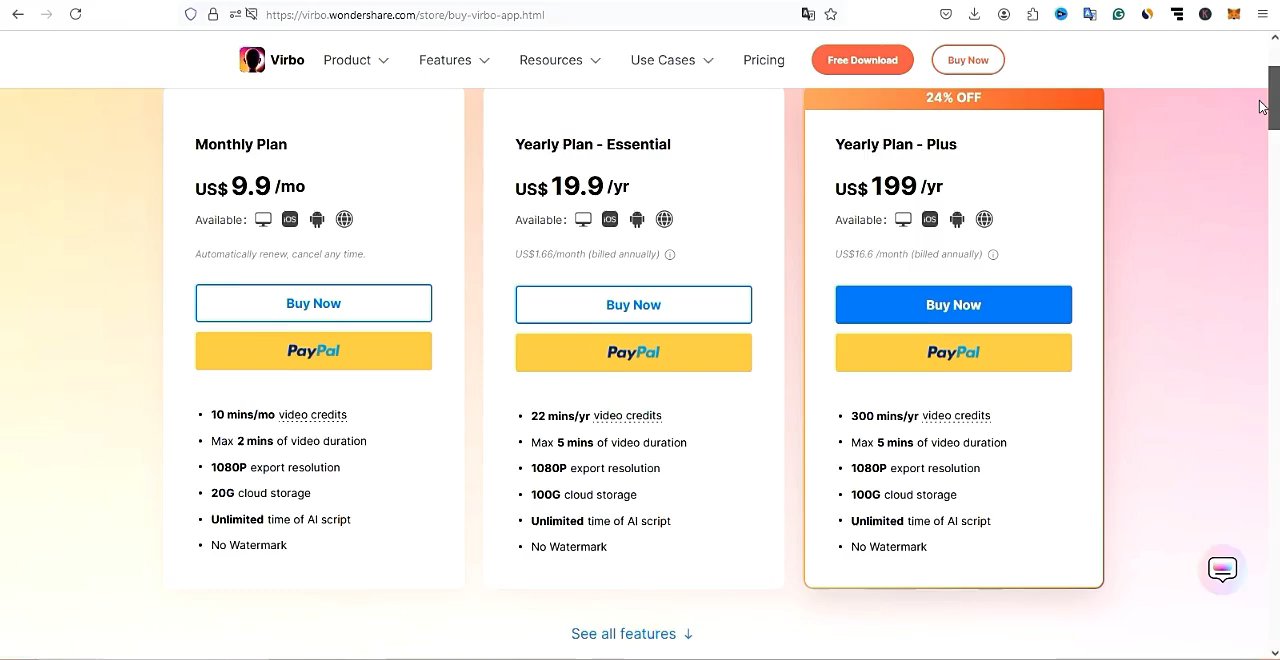 https://virbo.wondershare.com/store/buy-virbo-app.html
Virbo Product Features Resources Use Cases Pricing Free Download Buy Now
24% OFF
Monthly Plan
US$ 9.9 /mo
Available:
iOS
Automatically renew, cancel any time.
Buy Now
PayPal
• 10 mins/mo video credits
• Max 2 mins of video duration
• 1080P export resolution
• 20G cloud storage
• Unlimited time of AI script
• No Watermark
Yearly Plan - Essential
US$ 19.9 /yr
Available:
iOS
US$1.66/month (billed annually)
Buy Now
PayPal
• 22 mins/yr video credits
• Max 5 mins of video duration
• 1080P export resolution
• 100G cloud storage
• Unlimited time of AI script
• No Watermark
Yearly Plan - Plus
US$ 199 /yr
Available:
iOS
US$16.6 /month (billed annually)
Buy Now
PayPal
• 300 mins/yr video credits
• Max 5 mins of video duration
• 1080P export resolution
• 100G cloud storage
• Unlimited time of AI script
• No Watermark
See all features ↓